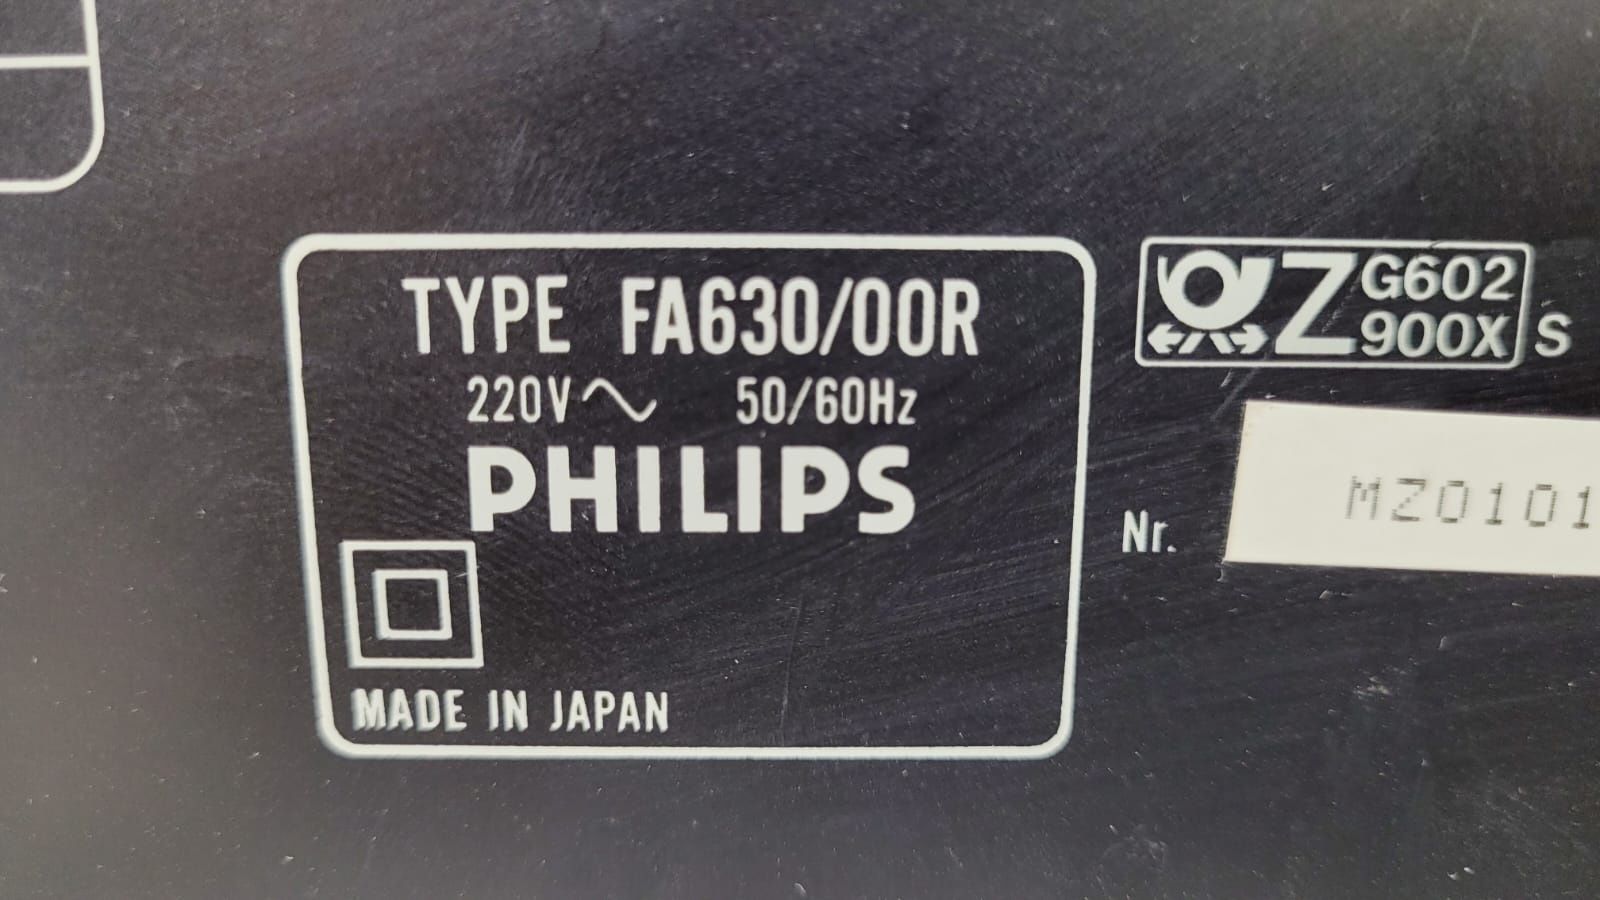 TYPE FA630/00R
220V~ 50/60Hz
PHILIPS
MADE IN JAPAN
Z G602
900X S
Nr. MZ0101